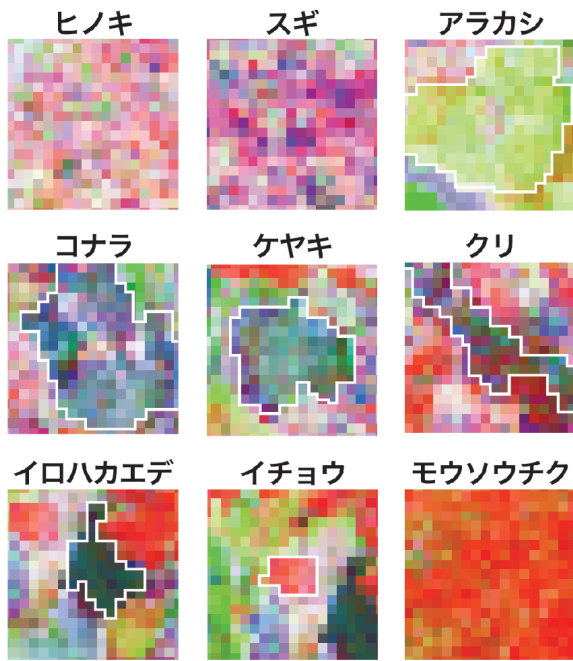 ヒノキ
スギ
アラカシ
コナラ
ケヤキ
クリ
イロハカエデ
イチョウ
モウソウチク